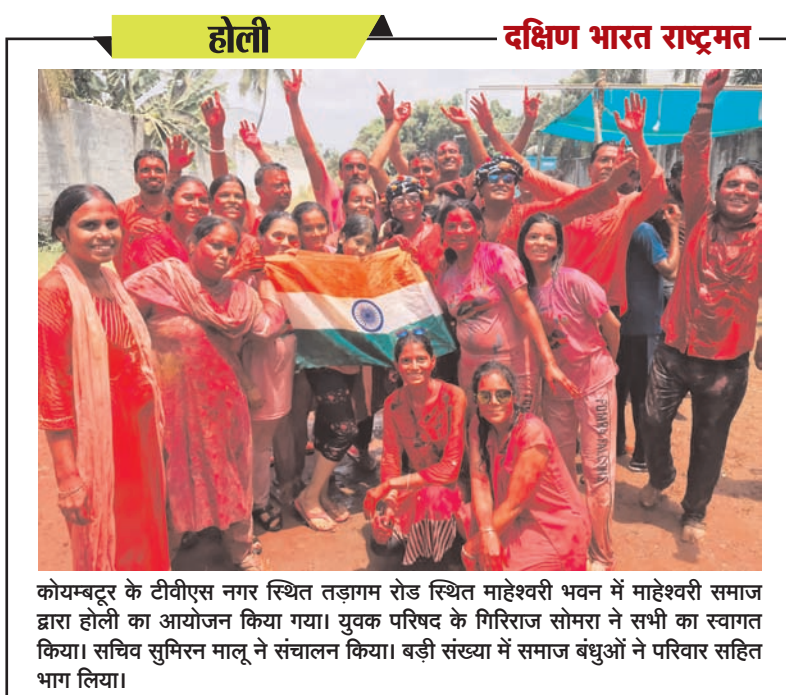 होली
दक्षिण भारत राष्ट्रमत
कोयम्बटूर के टीवीएस नगर स्थित तड़ागम रोड स्थित माहेश्वरी भवन में माहेश्वरी समाज
द्वारा होली का आयोजन किया गया। युवक परिषद के गिरिराज सोमरा ने सभी का स्वागत
किया। सचिव सुमिरन मालू ने संचालन किया। बड़ी संख्या में समाज बंधुओं ने परिवार सहित
भाग लिया।